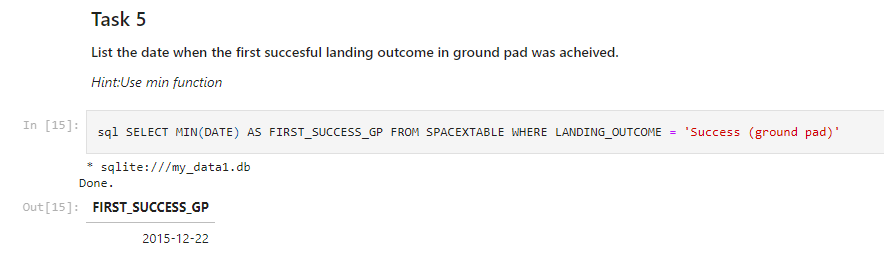 Task 5
List the date when the first succesful landing outcome in ground pad was acheived.
Hint:Use min function
In [15]: sql SELECT MIN(DATE) AS FIRST_SUCCESS_GP FROM SPACEXTABLE WHERE LANDING_OUTCOME = 'Success (ground pad)'
* sqlite:///my_data1.db
Done.
Out[15]: FIRST_SUCCESS_GP
2015-12-22